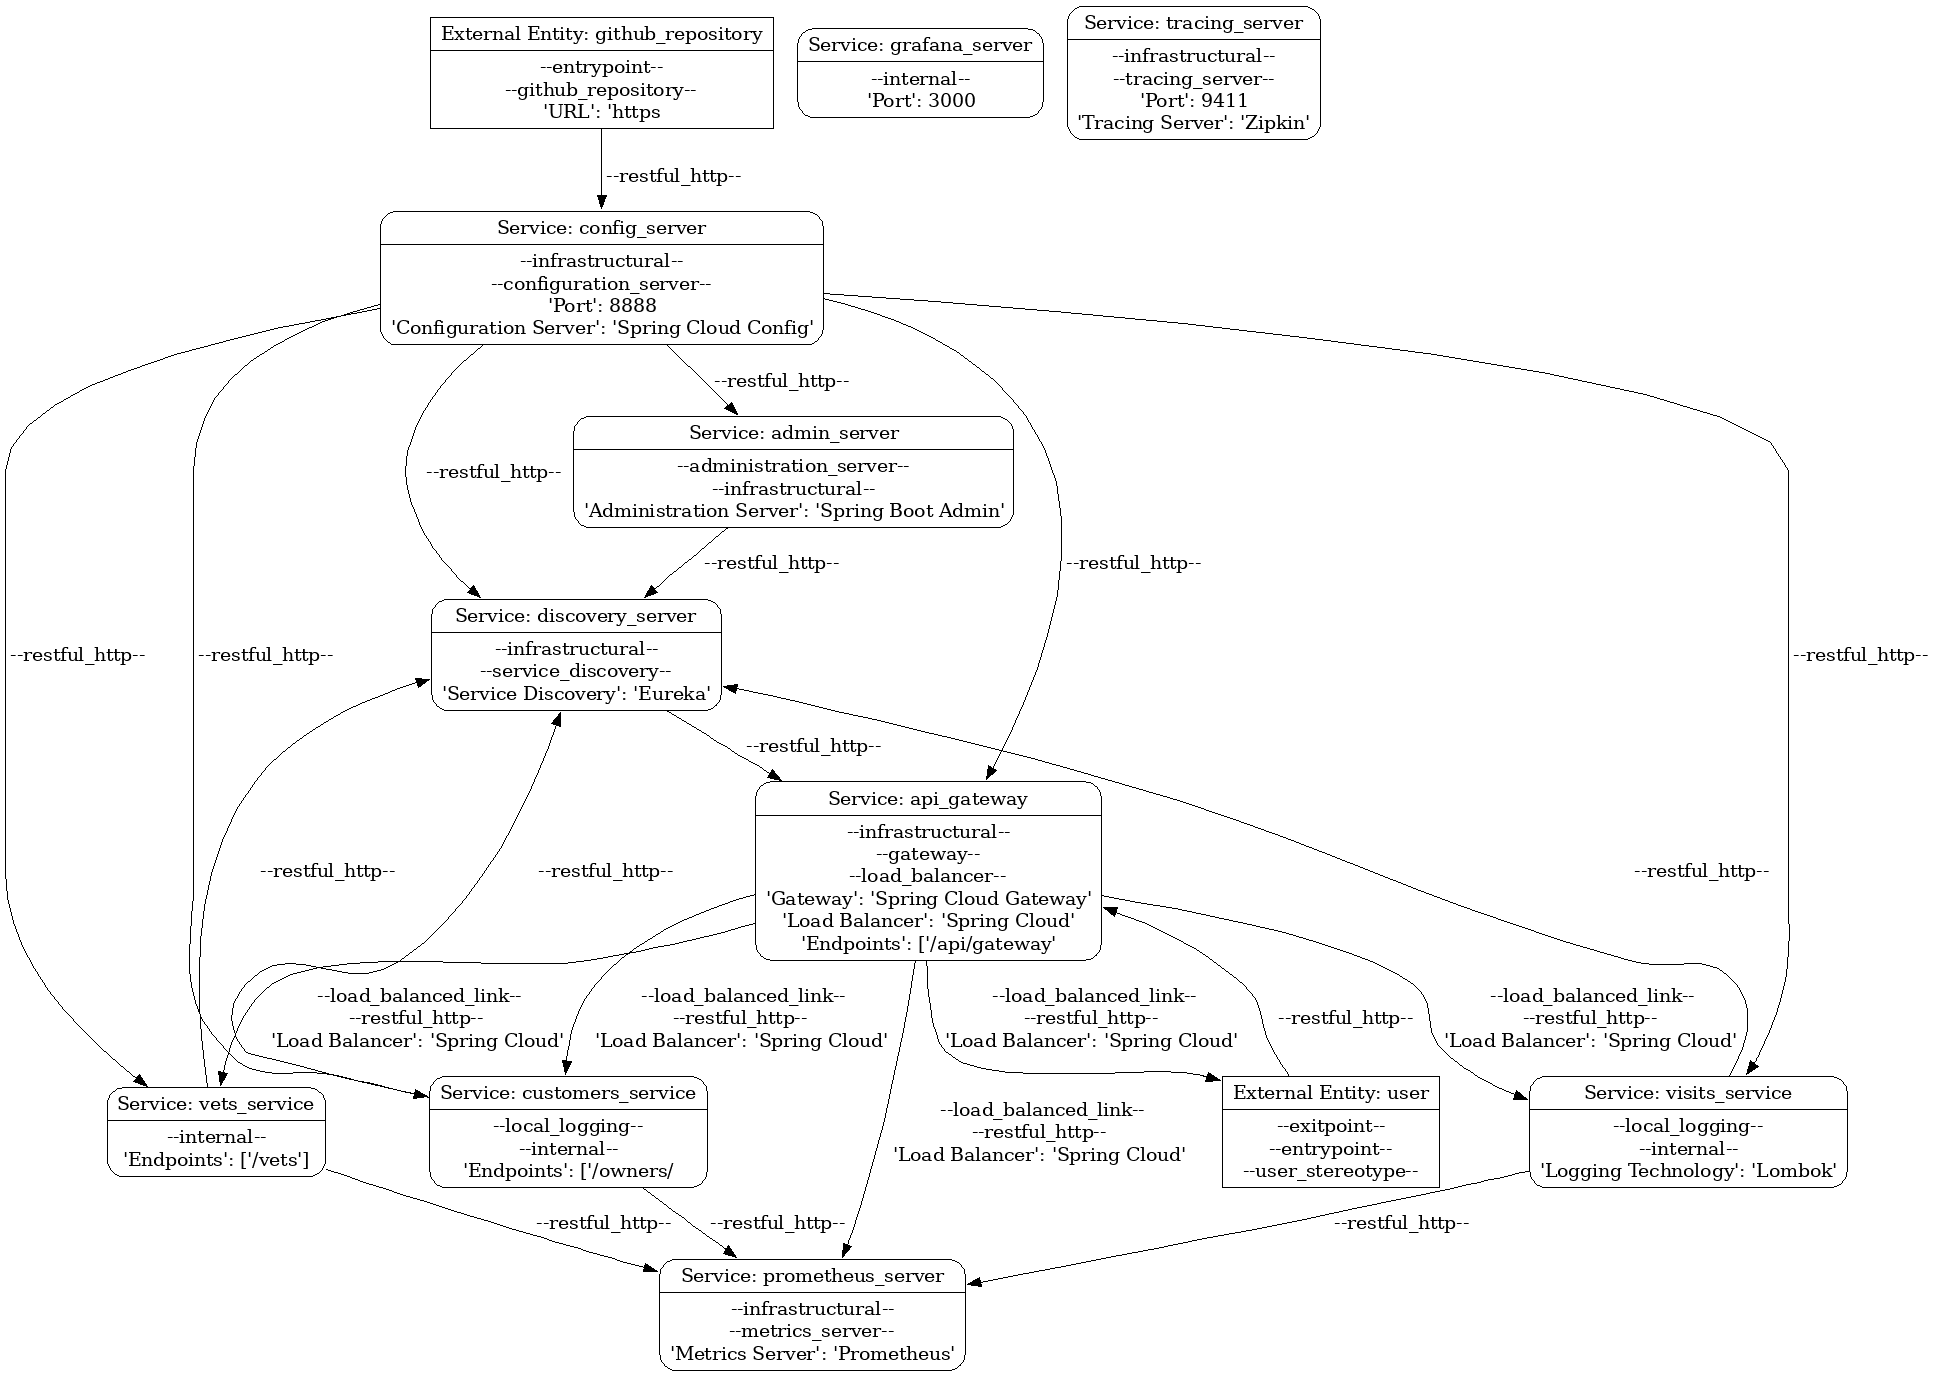 External Entity: github_repository
--entrypoint--
--github_repository--
'URL': 'https
Service: grafana_server
--internal--
'Port': 3000
Service: tracing_server
--infrastructural--
--tracing_server--
'Port': 9411
'Tracing Server': 'Zipkin'
--restful_http--
Service: config_server
--infrastructural--
--configuration_server--
'Port': 8888
'Configuration Server': 'Spring Cloud Config'
--restful_http--
Service: admin_server
--administration_server--
--infrastructural--
'Administration Server': 'Spring Boot Admin'
--restful_http--
--restful_http--
--restful_http--
Service: discovery_server
--infrastructural--
--service_discovery--
'Service Discovery': 'Eureka'
--restful_http--
--restful_http--
--restful_http--
--restful_http--
Service: api_gateway
--infrastructural--
--gateway--
--load_balancer--
'Gateway': 'Spring Cloud Gateway'
'Load Balancer': 'Spring Cloud'
'Endpoints': ['/api/gateway'
--restful_http--
--restful_http--
--restful_http--
--load_balanced_link--
--restful_http--
'Load Balancer': 'Spring Cloud'
--load_balanced_link--
--restful_http--
'Load Balancer': 'Spring Cloud'
--load_balanced_link--
--restful_http--
'Load Balancer': 'Spring Cloud'
--restful_http--
--load_balanced_link--
--restful_http--
'Load Balancer': 'Spring Cloud'
Service: vets_service
--internal--
'Endpoints': ['/vets']
Service: customers_service
--local_logging--
--internal--
'Endpoints': ['/owners/
--load_balanced_link--
--restful_http--
'Load Balancer': 'Spring Cloud'
External Entity: user
--exitpoint--
--entrypoint--
--user_stereotype--
Service: visits_service
--local_logging--
--internal--
'Logging Technology': 'Lombok'
--restful_http--
--restful_http--
--restful_http--
Service: prometheus_server
--infrastructural--
--metrics_server--
'Metrics Server': 'Prometheus'